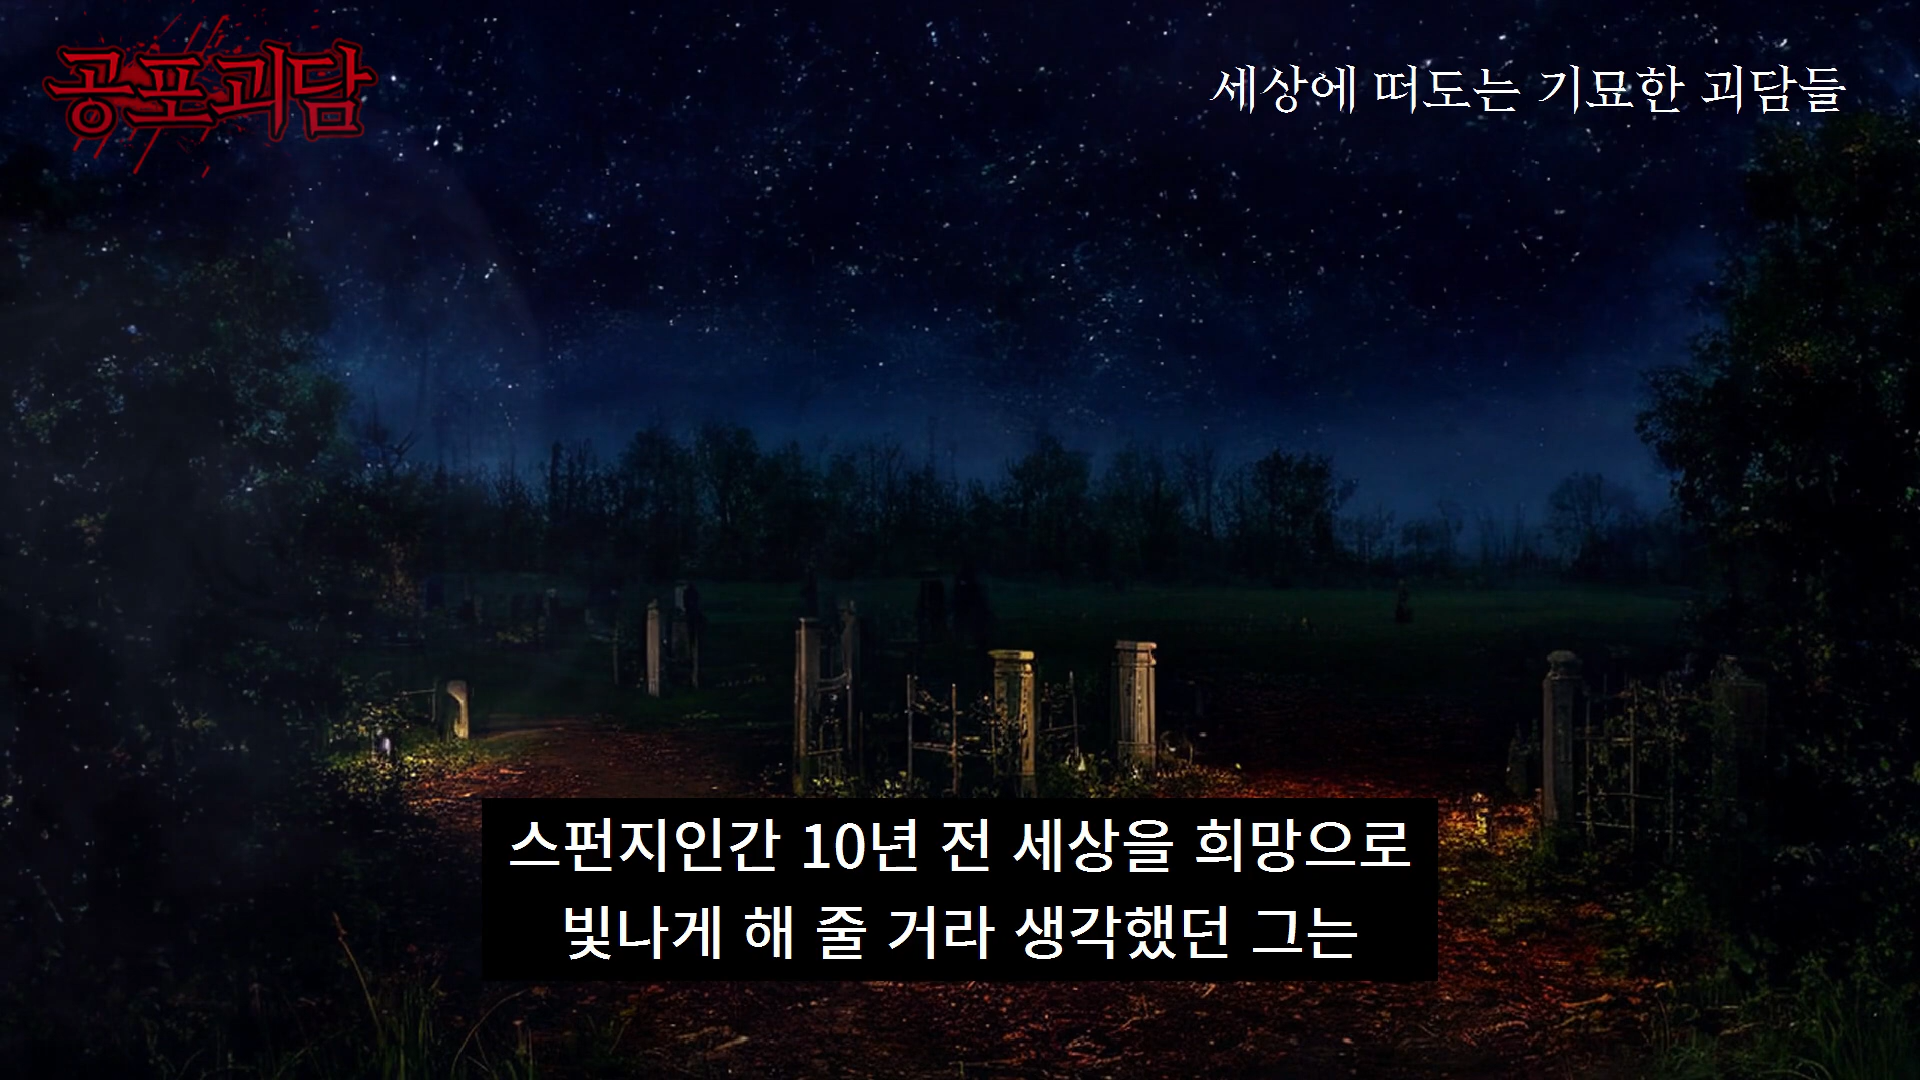 공포괴담
세상에 떠도는 기묘한 괴담들
스펀지인간 10년 전 세상을 희망으로
빛나게 해 줄 거라 생각했던 그는